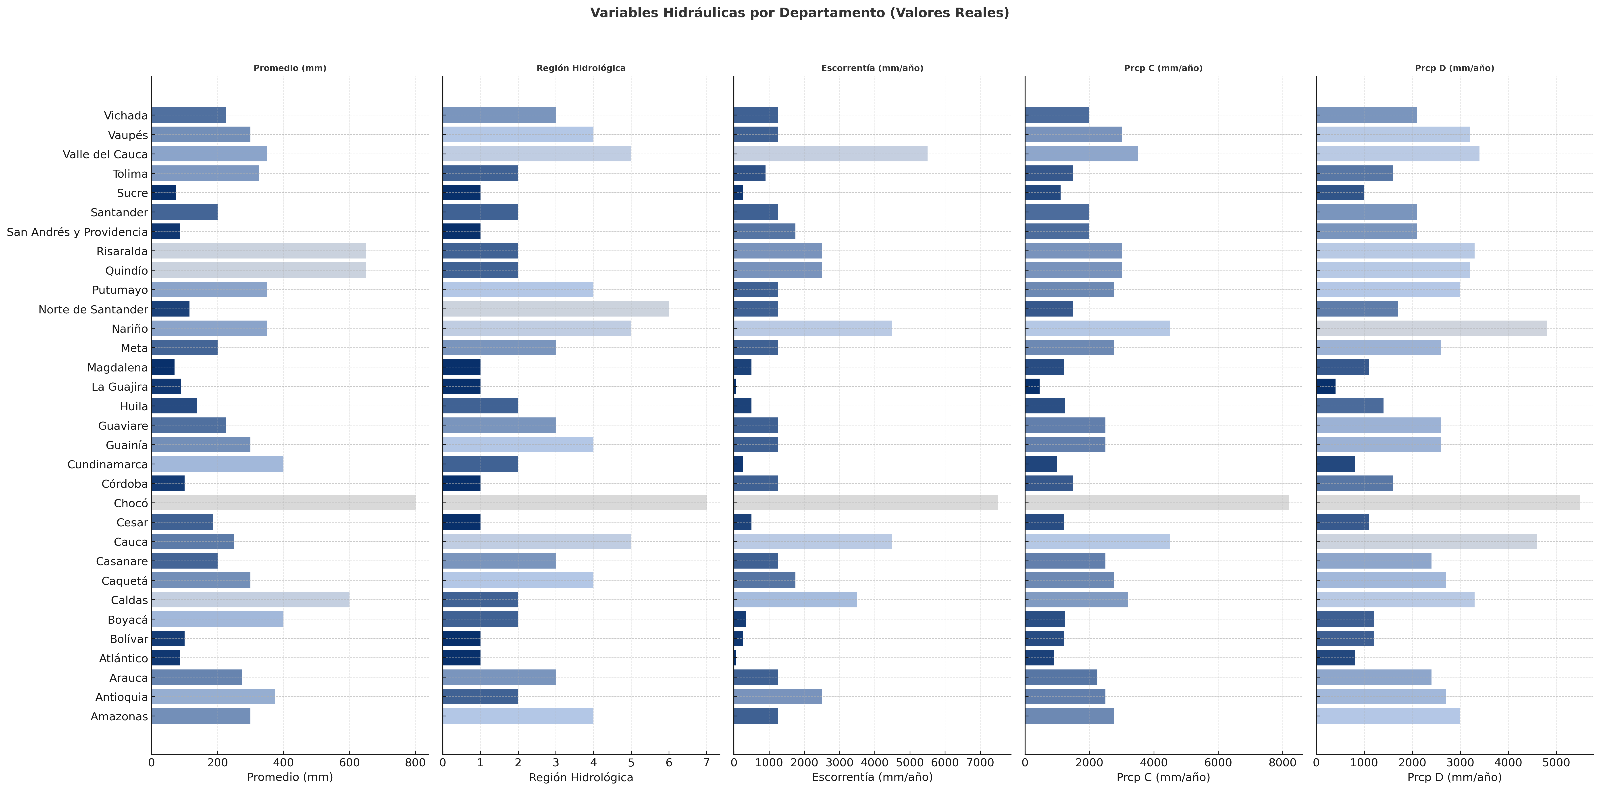 Variables Hidráulicas por Departamento (Valores Reales)
Promedio (mm)
Región Hidrológica
Escorrentía (mm/año)
Prcp C (mm/año)
Prcp D (mm/año)
Vichada
Vaupés
Valle del Cauca
Tolima
Sucre
Santander
San Andrés y Providencia
Risaralda
Quindío
Putumayo
Norte de Santander
Nariño
Meta
Magdalena
La Guajira
Huila
Guaviare
Guainía
Cundinamarca
Córdoba
Chocó
Cesar
Cauca
Casanare
Caquetá
Caldas
Boyacá
Bolívar
Atlántico
Arauca
Antioquia
Amazonas
0 200 400 600 800
0 1 2 3 4 5 6 7
0 1000 2000 3000 4000 5000 6000 7000
0 2000 4000 6000 8000
0 1000 2000 3000 4000 5000
Promedio (mm)
Región Hidrológica
Escorrentía (mm/año)
Prcp C (mm/año)
Prcp D (mm/año)